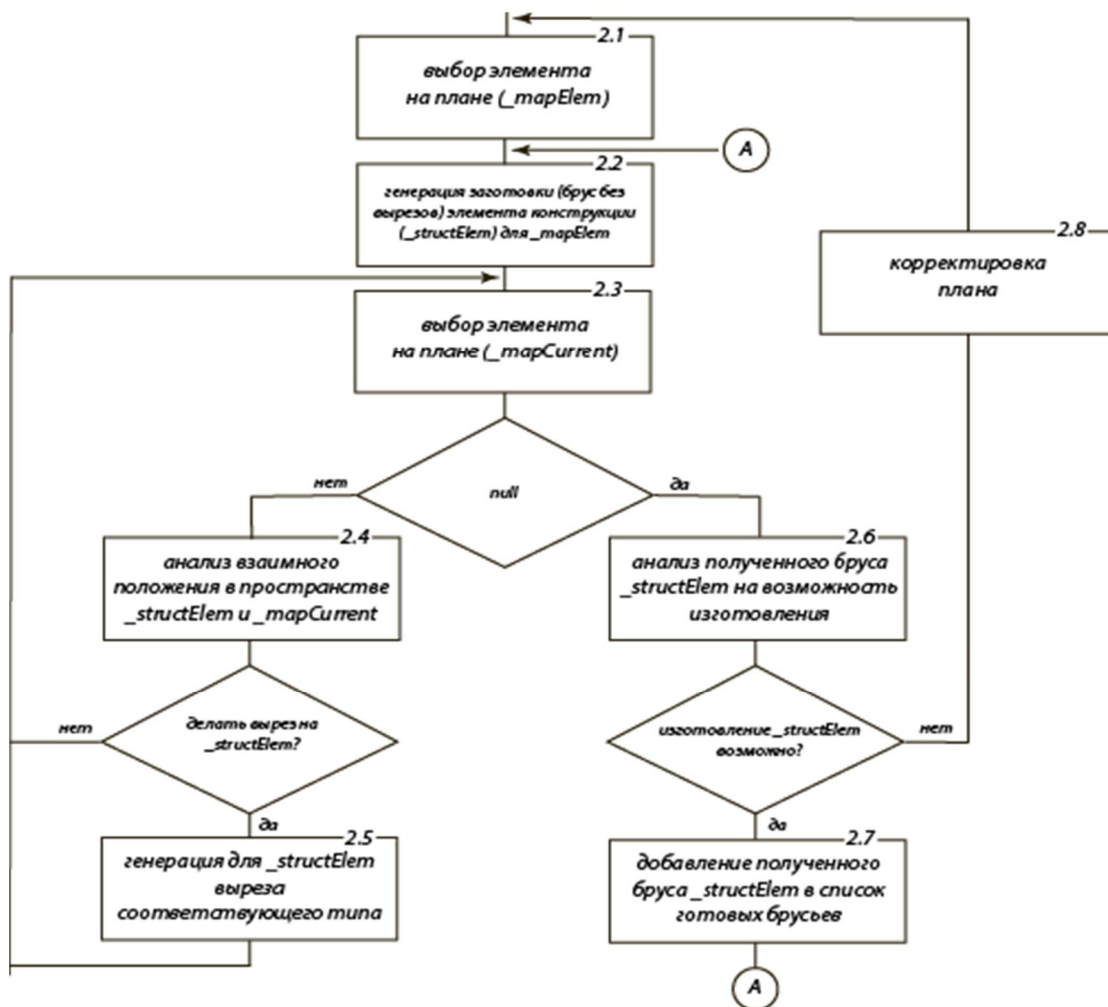 2.1
выбор элемента
на плане (_mapElem)
A
2.2
генерация заготовки (брус без
вырезов) элемента конструкции
(_structElem) для _mapElem
2.8
корректировка
плана
2.3
выбор элемента
на плане (_mapCurrent)
нет
null
да
2.4
анализ взаимного
положения в пространстве
_structElem и _mapCurrent
2.6
анализ полученного бруса
_structElem на возможность
изготовления
нет
делать вырез на
_structElem?
да
изготовление _structElem
возможно?
нет
да
2.5
генерация для _structElem
выреза
соответствующего типа
2.7
добавление полученного
бруса _structElem в список
готовых брусьев
A